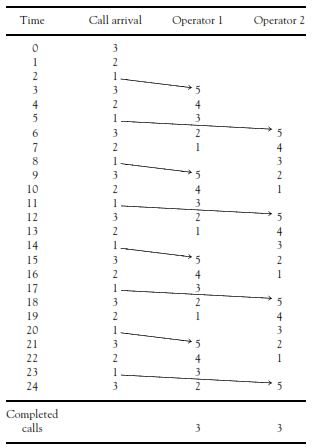 Time Call arrival Operator 1 Operator 2
0 3
1 2
2 1
3 3 5
4 2 4
5 1 3
6 3 2 5
7 2 1 4
8 1 3
9 3 5 2
10 2 4 1
11 1 3
12 3 2 5
13 2 1 4
14 1 3
15 3 5 2
16 2 4 1
17 1 3
18 3 2 5
19 2 1 4
20 1 3
21 3 5 2
22 2 4 1
23 1 3
24 3 2 5
Completed
calls 3 3